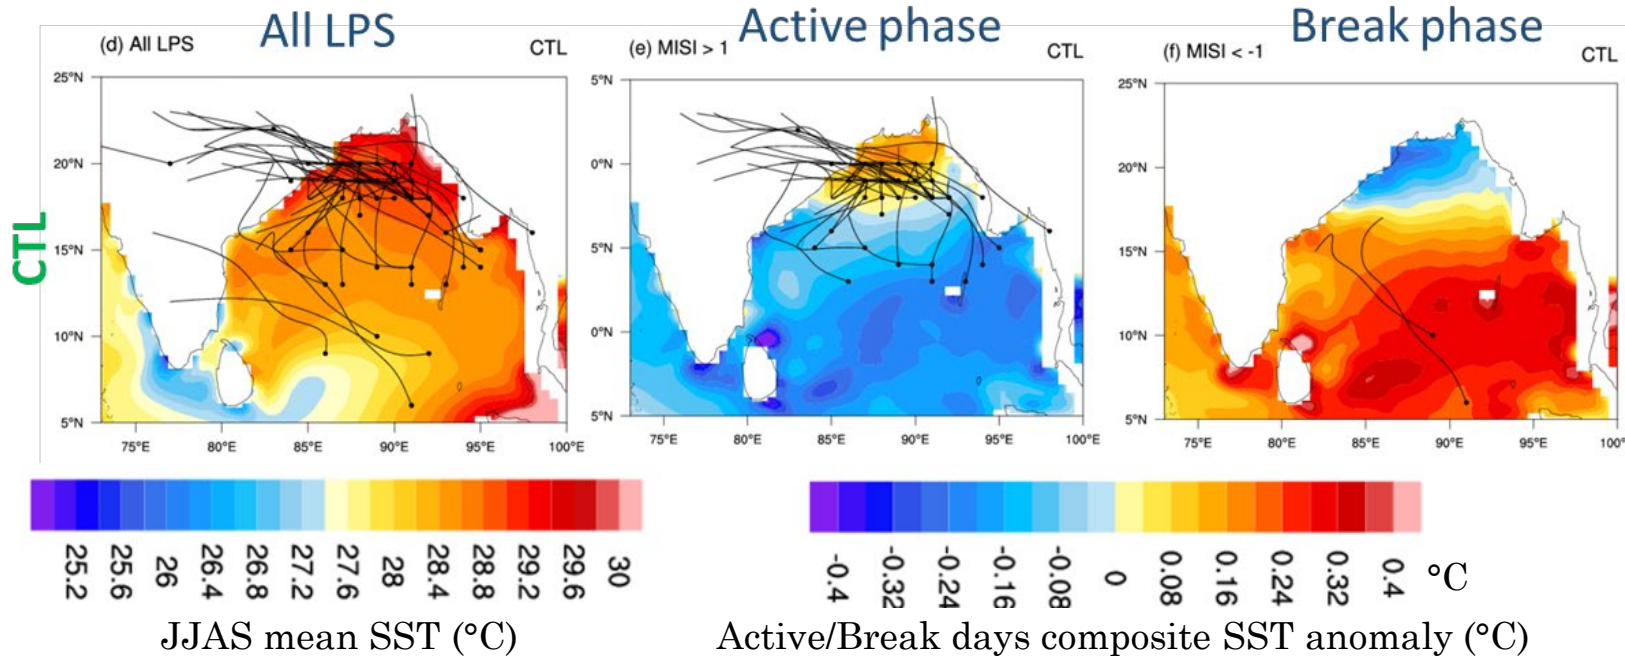 All LPS
Active phase
Break phase
(d) All LPS
CTL
(e) MISI > 1
CTL
(f) MISI < -1
CTL
CTL
25°N
20°N
15°N
10°N
5°N
75°E
80°E
85°E
90°E
95°E
100°E
5°N
0°N
5°N
0°N
5°N
75°E
80°E
85°E
90°E
95°E
100°E
25°N
20°N
15°N
10°N
5°N
75°E
80°E
85°E
90°E
95°E
100°
25.2
25.6
26
26.4
26.8
27.2
27.6
28
28.4
28.8
29.2
29.6
30
-0.4
-0.32
-0.24
-0.16
-0.08
0
0.08
0.16
0.24
0.32
0.4
°C
JJAS mean SST (°C)
Active/Break days composite SST anomaly (°C)